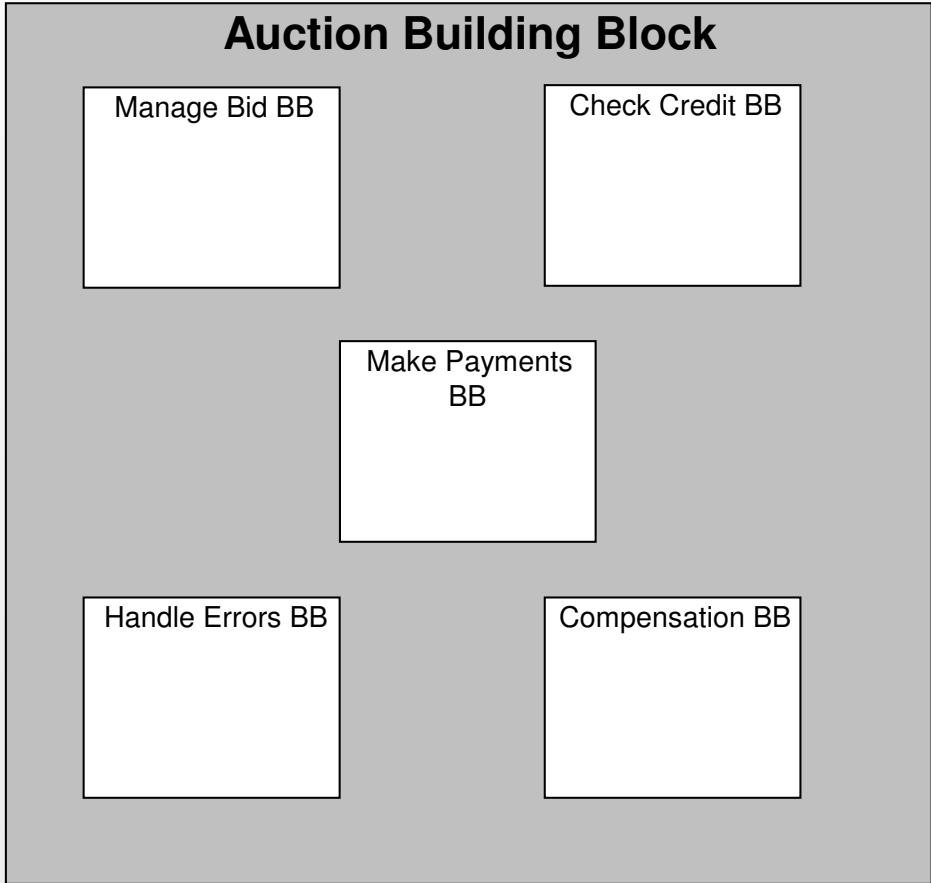 Auction Building Block
Manage Bid BB
Check Credit BB
Make Payments
BB
Handle Errors BB
Compensation BB